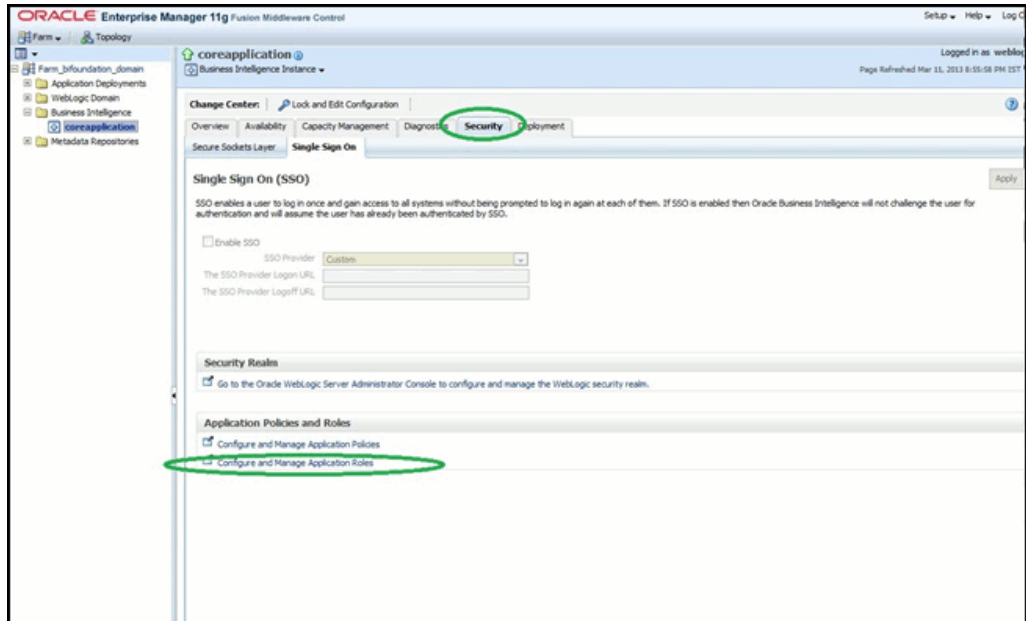 ORACLE Enterprise Manager 11g Fusion Middleware Control
Setup Help Log
Farm Topology
Farm_bifoundation_domain
Application Deployments
WebLogic Domain
Business Intelligence
coreapplication
Metadata Repositories
coreapplication
Logged in as weblog
Business Intelligence Instance
Page Refreshed Mar 11, 2013 8:55:58 PM IST
Change Center: Lock and Edit Configuration
Overview Availability Capacity Management Diagnostics Security Deployment
Secure Sockets Layer Single Sign On
Single Sign On (SSO)
Apply
SSO enables a user to log in once and gain access to all systems without being prompted to log in again at each of them. If SSO is enabled then Oracle Business Intelligence will not challenge the user for
authentication and will assume the user has already been authenticated by SSO.
Enable SSO
SSO Provider Custom
The SSO Provider Logon URL
The SSO Provider Logoff URL
Security Realm
Go to the Oracle WebLogic Server Administrator Console to configure and manage the WebLogic security realm.
Application Policies and Roles
Configure and Manage Application Policies
Configure and Manage Application Roles